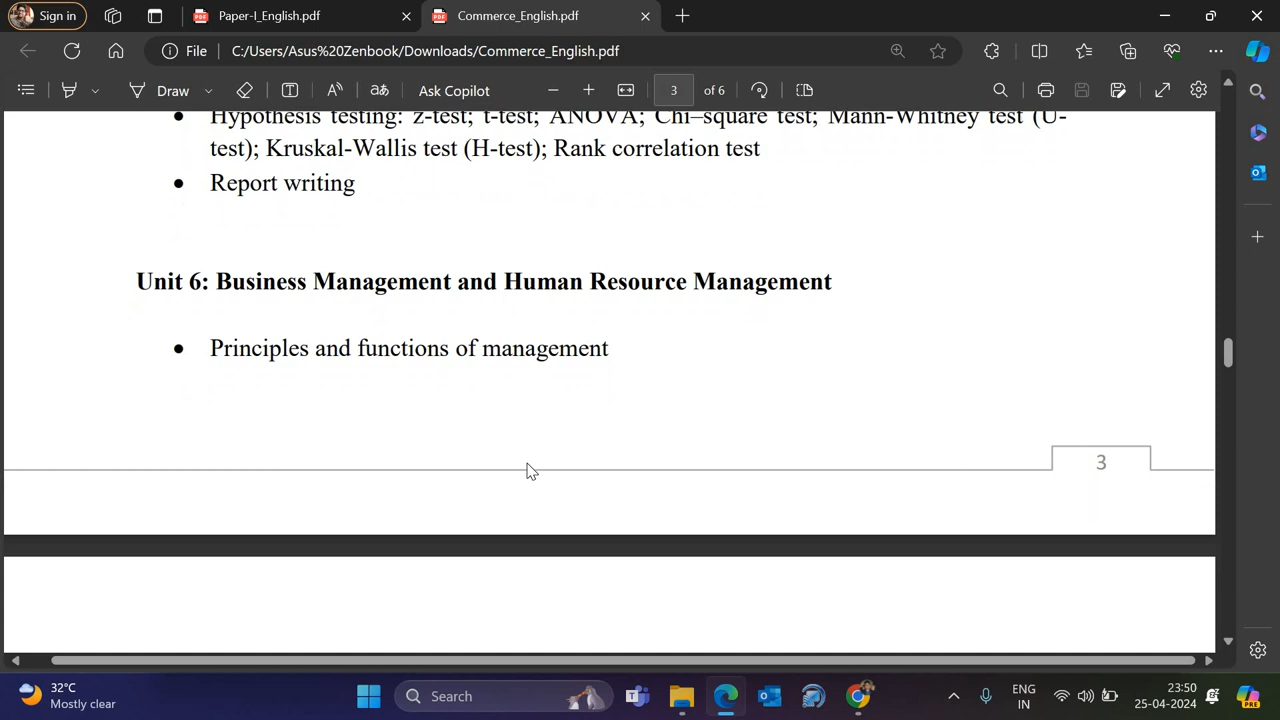 Sign in
Paper-I_English.pdf
Commerce_English.pdf
File
C:/Users/Asus%20Zenbook/Downloads/Commerce_English.pdf
Draw
aあ
Ask Copilot
3
of 6
• Hypothesis testing: z-test; t-test; ANOVA; Chi–square test; Mann-Whitney test (U-
test); Kruskal-Wallis test (H-test); Rank correlation test
• Report writing
Unit 6: Business Management and Human Resource Management
• Principles and functions of management
3
32°C
Mostly clear
Search
ENG
IN
23:50
25-04-2024
PRE